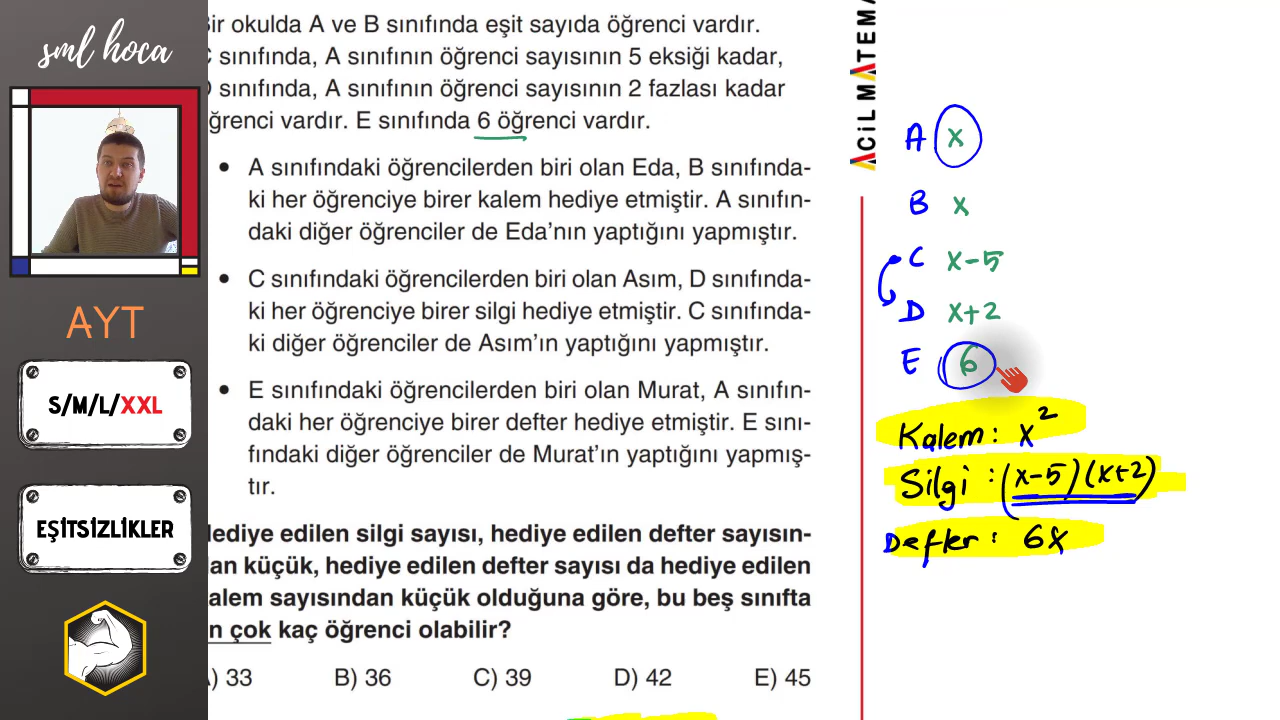 sml hoca
AYT
S/M/L/XXL
EŞİTSİZLİKLER
Bir okulda A ve B sınıfında eşit sayıda öğrenci vardır.
C sınıfında, A sınıfının öğrenci sayısının 5 eksiği kadar,
D sınıfında, A sınıfının öğrenci sayısının 2 fazlası kadar
öğrenci vardır. E sınıfında 6 öğrenci vardır.
• A sınıfındaki öğrencilerden biri olan Eda, B sınıfında-
ki her öğrenciye birer kalem hediye etmiştir. A sınıfın-
daki diğer öğrenciler de Eda'nın yaptığını yapmıştır.
• C sınıfındaki öğrencilerden biri olan Asım, D sınıfında-
ki her öğrenciye birer silgi hediye etmiştir. C sınıfında-
ki diğer öğrenciler de Asım'ın yaptığını yapmıştır.
• E sınıfındaki öğrencilerden biri olan Murat, A sınıfın-
daki her öğrenciye birer defter hediye etmiştir. E sını-
fındaki diğer öğrenciler de Murat'ın yaptığını yapmış-
tır.
Hediye edilen silgi sayısı, hediye edilen defter sayısın-
dan küçük, hediye edilen defter sayısı da hediye edilen
kalem sayısından küçük olduğuna göre, bu beş sınıfta
en çok kaç öğrenci olabilir?
A) 33 B) 36 C) 39 D) 42 E) 45
ACİL MATEMA
A x
B x
C x-5
D x+2
E 6
Kalem: x²
Silgi: (x-5)(x+2)
Defter: 6x